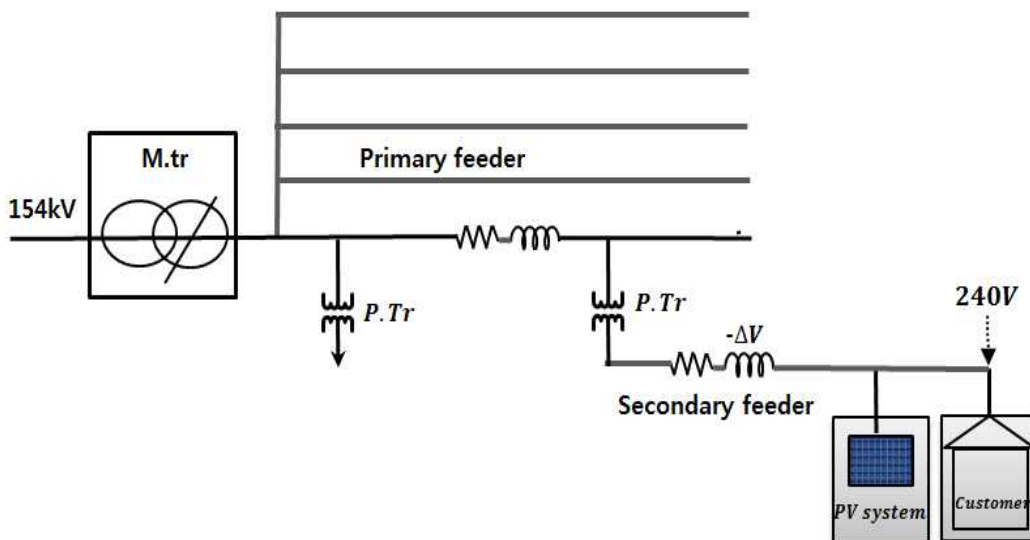 M.tr
Primary feeder
154kV
P.Tr
P.Tr
240V
-ΔV
Secondary feeder
PV system
Customer